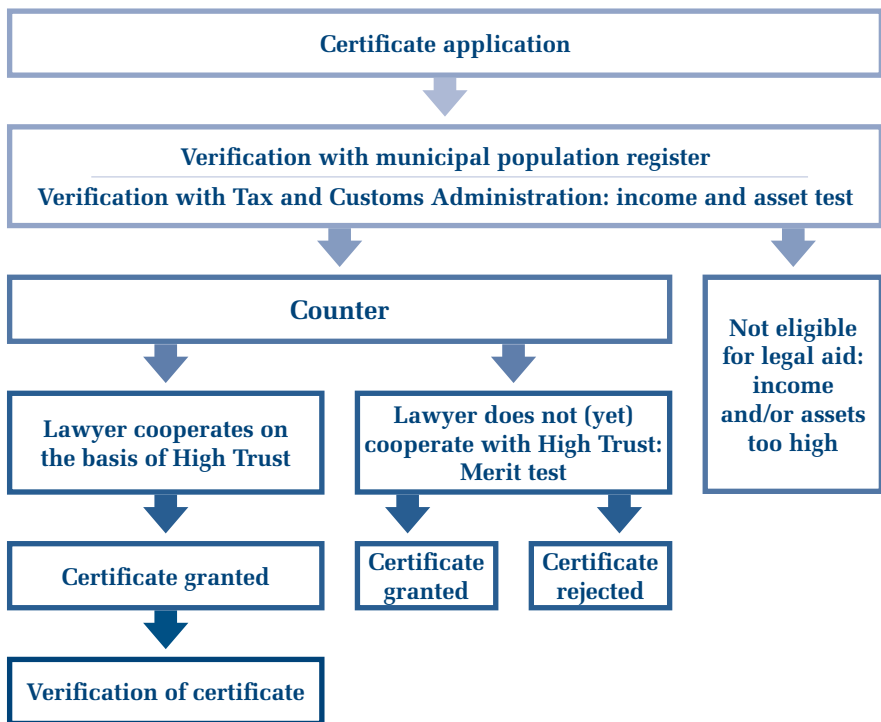 Certificate application
Verification with municipal population register
Verification with Tax and Customs Administration: income and asset test
Counter
Not eligible
for legal aid:
income
and/or assets
too high
Lawyer cooperates on
the basis of High Trust
Lawyer does not (yet)
cooperate with High Trust:
Merit test
Certificate granted
Certificate
granted
Certificate
rejected
Verification of certificate